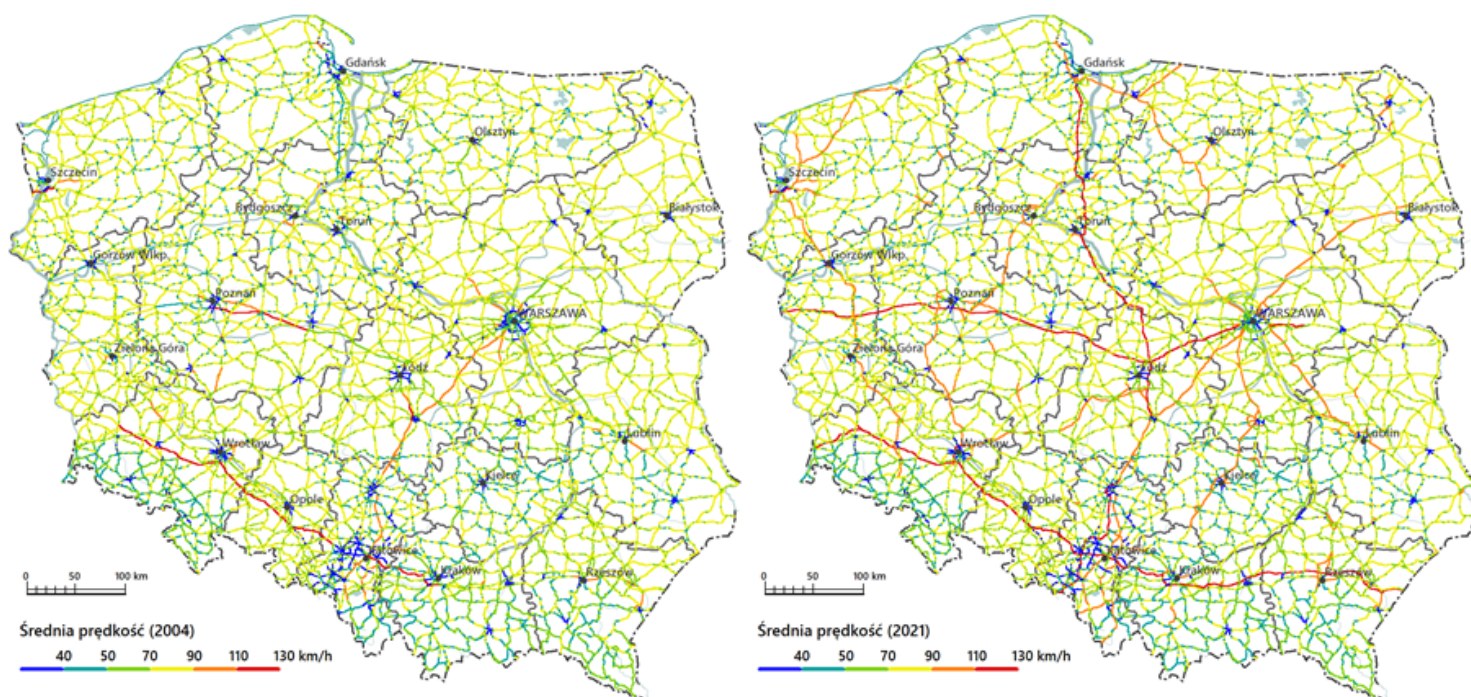 Gdańsk
Olsztyn
Szczecin
Bydgoszcz
Toruń
Białystok
Gorzów Wlkp.
Poznań
WARSZAWA
Zielona Góra
Łódź
Wrocław
Lublin
Kielce
Opole
Katowice
Kraków
Rzeszów
0 50 100 km
Średnia prędkość (2004)
40 50 70 90 110 130 km/h
Gdańsk
Olsztyn
Szczecin
Bydgoszcz
Toruń
Białystok
Gorzów Wlkp.
Poznań
WARSZAWA
Zielona Góra
Łódź
Wrocław
Lublin
Kielce
Opole
Katowice
Kraków
Rzeszów
0 50 100 km
Średnia prędkość (2021)
40 50 70 90 110 130 km/h